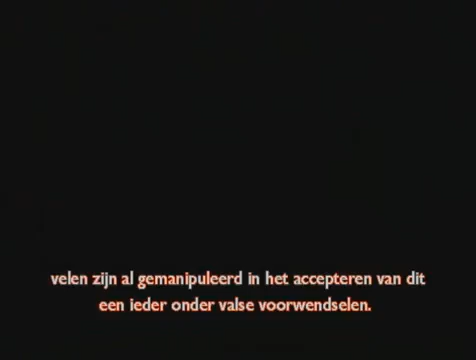 velen zijn al gemanipuleerd in het accepteren van dit
een ieder onder valse voorwendselen.